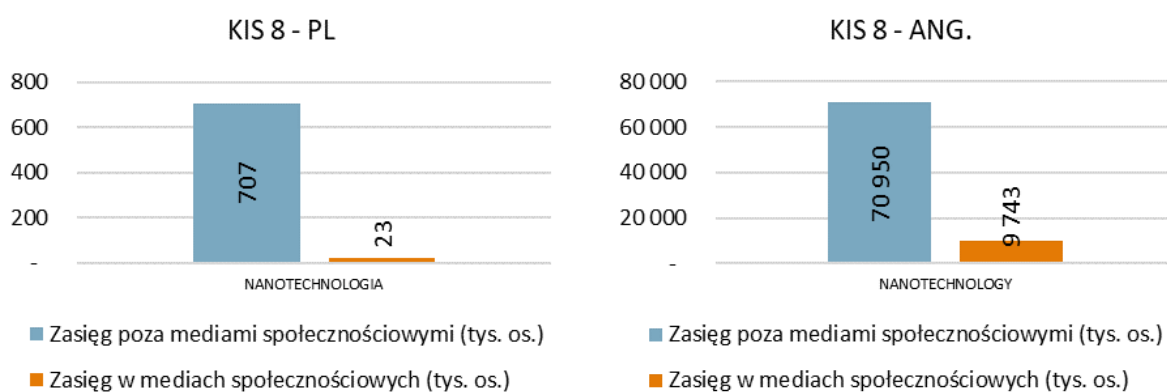 KIS 8 - PL
800
600
400
200
-
707
23
NANOTECHNOLOGIA
Zasięg poza mediami społecznościowymi (tys. os.)
Zasięg w mediach społecznościowych (tys. os.)
KIS 8 - ANG.
80 000
60 000
40 000
20 000
-
70 950
9 743
NANOTECHNOLOGY
Zasięg poza mediami społecznościowymi (tys. os.)
Zasięg w mediach społecznościowych (tys. os.)